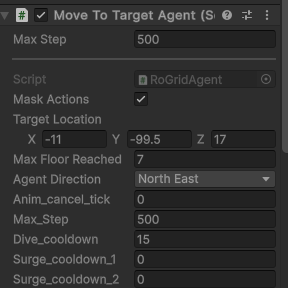 # Move To Target Agent (S
Max Step 500
Script # RoGridAgent
Mask Actions
Target Location
X -11 Y -99.5 Z 17
Max Floor Reached 7
Agent Direction North East
Anim_cancel_tick 0
Max_Step 500
Dive_cooldown 15
Surge_cooldown_1 0
Surge_cooldown_2 0